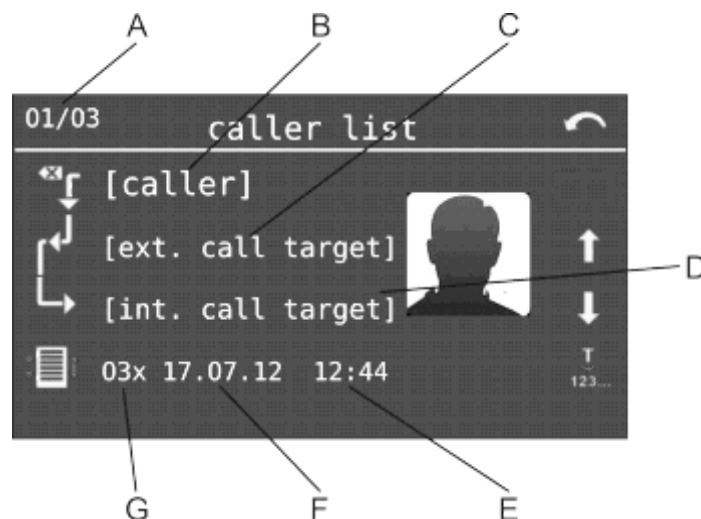 A B C
01/03 caller list
[caller]
[ext. call target]
D
[int. call target]
03x 17.07.12 12:44
T
123...
G F E